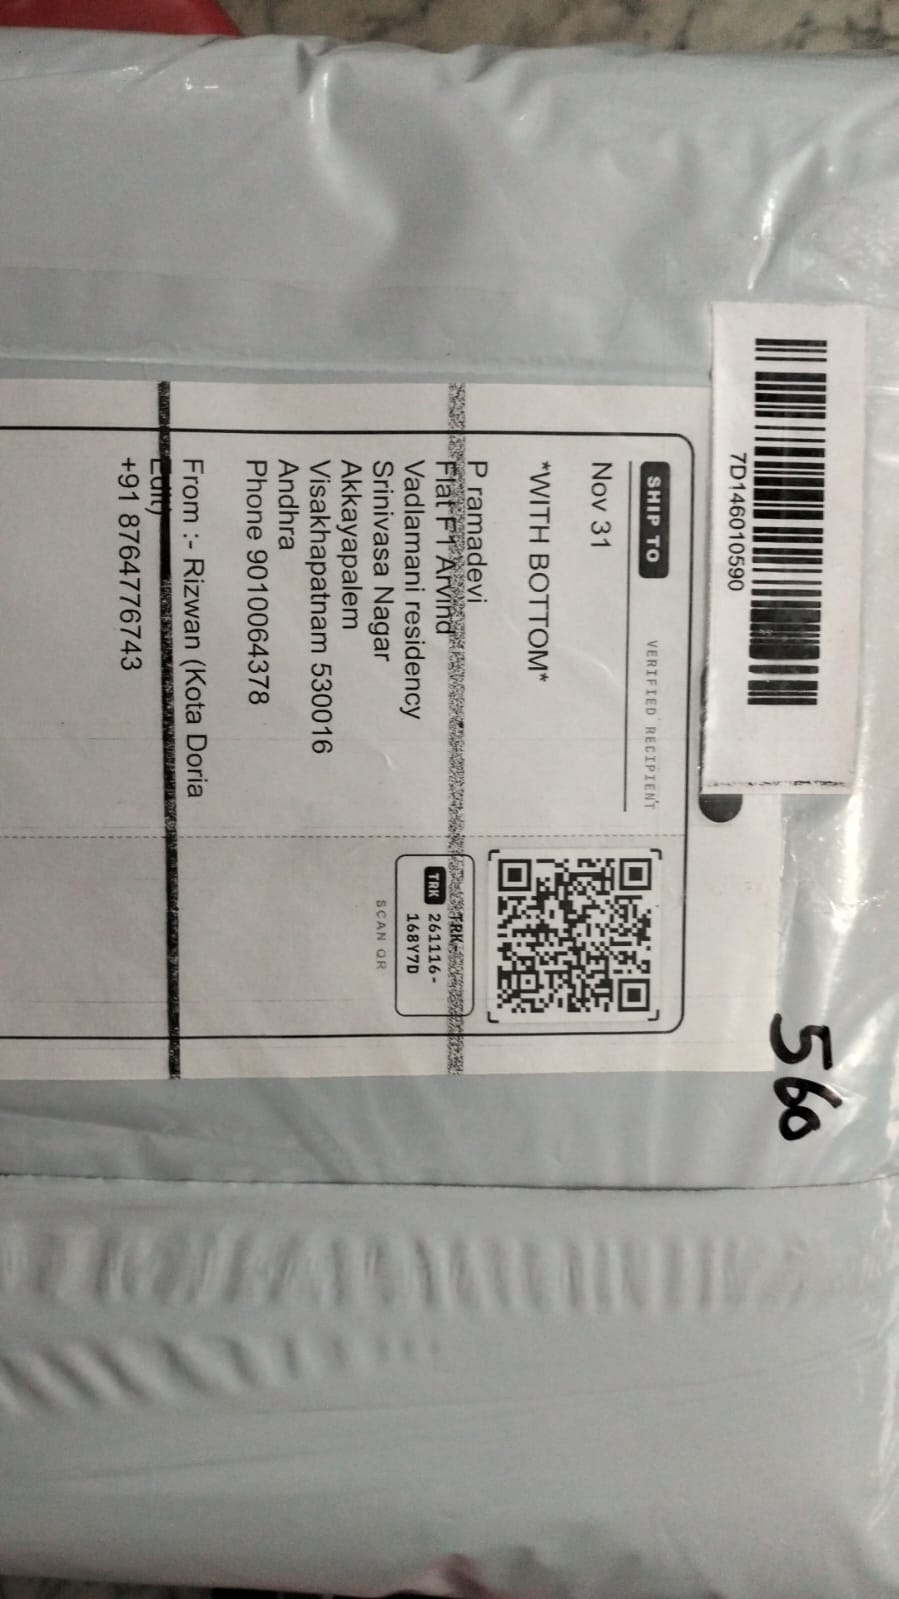 7D146010590
560
SHIP TO
VERIFIED RECIPIENT
Nov 31
*WITH BOTTOM*
Pramadevi
Flat F1 Arvind
Vadlamani residency
Srinivasa Nagar
Akkayapalem
Visakhapatnam 530016
Andhra
Phone 9010064378
From :- Rizwan (Kota Doria
Edit)
+91 8764776743
TRK-
TRK 261116-
168Y7D
SCAN QR